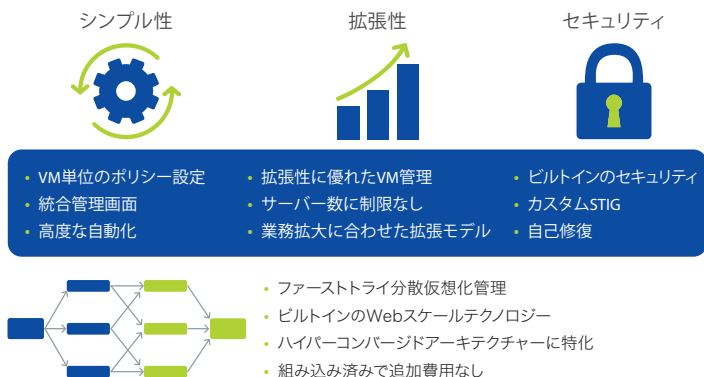 シンプル性
拡張性
セキュリティ
• VM単位のポリシー設定
• 統合管理画面
• 高度な自動化
• 拡張性に優れたVM管理
• サーバー数に制限なし
• 業務拡大に合わせた拡張モデル
• ビルトインのセキュリティ
• カスタムSTIG
• 自己修復
• ファーストトライ分散仮想化管理
• ビルトインのWebスケールテクノロジー
• ハイパーコンバージドアーキテクチャーに特化
• 組み込み済みで追加費用なし